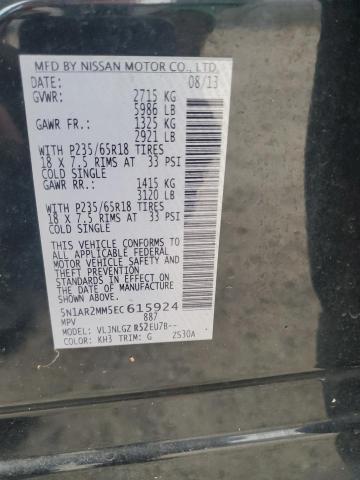 MFD BY NISSAN MOTOR CO., LTD.
DATE: 08/13
GVWR: 2715 KG
5986 LB
GAWR FR.: 1325 KG
2921 LB
WITH P235/65R18 TIRES
18 X 7.5 RIMS AT 33 PSI
COLD SINGLE
GAWR RR.: 1415 KG
3120 LB
WITH P235/65R18 TIRES
18 X 7.5 RIMS AT 33 PSI
COLD SINGLE
THIS VEHICLE CONFORMS
TO ALL APPLICABLE FEDERAL
MOTOR VEHICLE SAFETY
AND THEFT PREVENTION
STANDARDS IN EFFECT ON
THE DATE OF MANUFACTURE
SHOWN ABOVE.
5N1AR2MM5EC615924
MPV 887
MODEL: VLJNLGZ R52EU7B--
COLOR: KH3 TRIM: G 2S30A